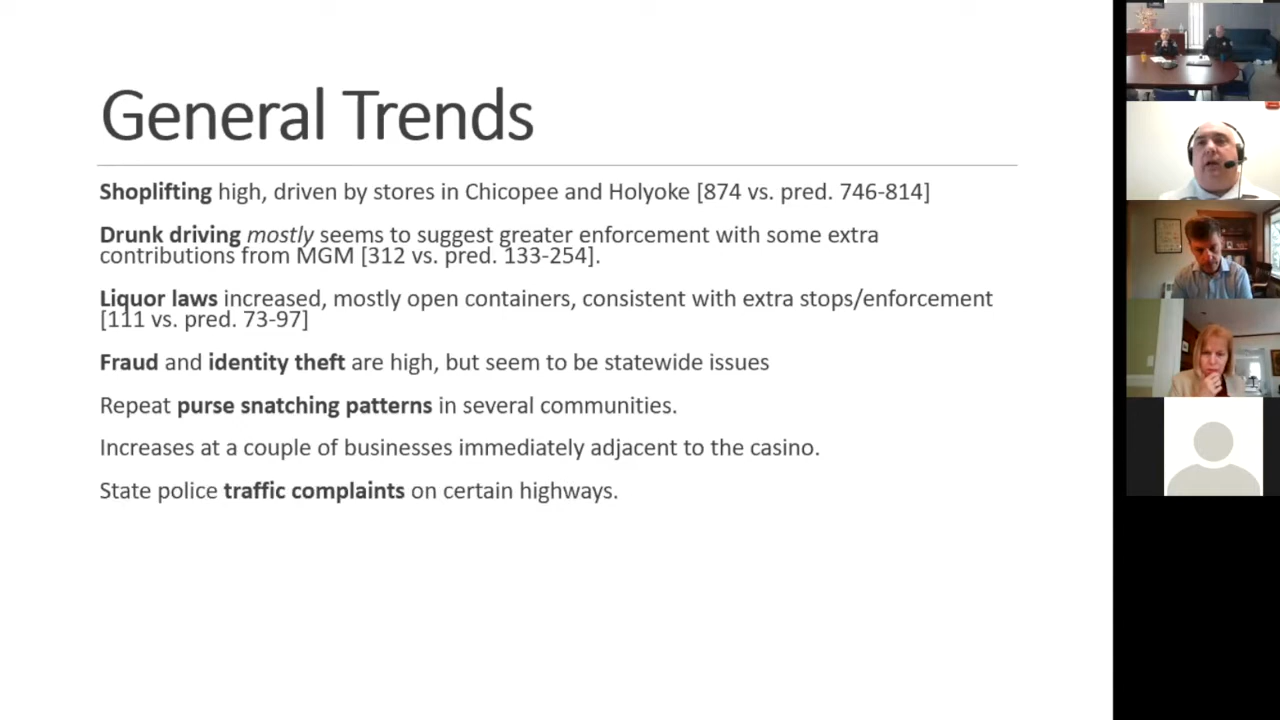 General Trends
Shoplifting high, driven by stores in Chicopee and Holyoke [874 vs. pred. 746-814]
Drunk driving mostly seems to suggest greater enforcement with some extra
contributions from MGM [312 vs. pred. 133-254].
Liquor laws increased, mostly open containers, consistent with extra stops/enforcement
[111 vs. pred. 73-97]
Fraud and identity theft are high, but seem to be statewide issues
Repeat purse snatching patterns in several communities.
Increases at a couple of businesses immediately adjacent to the casino.
State police traffic complaints on certain highways.